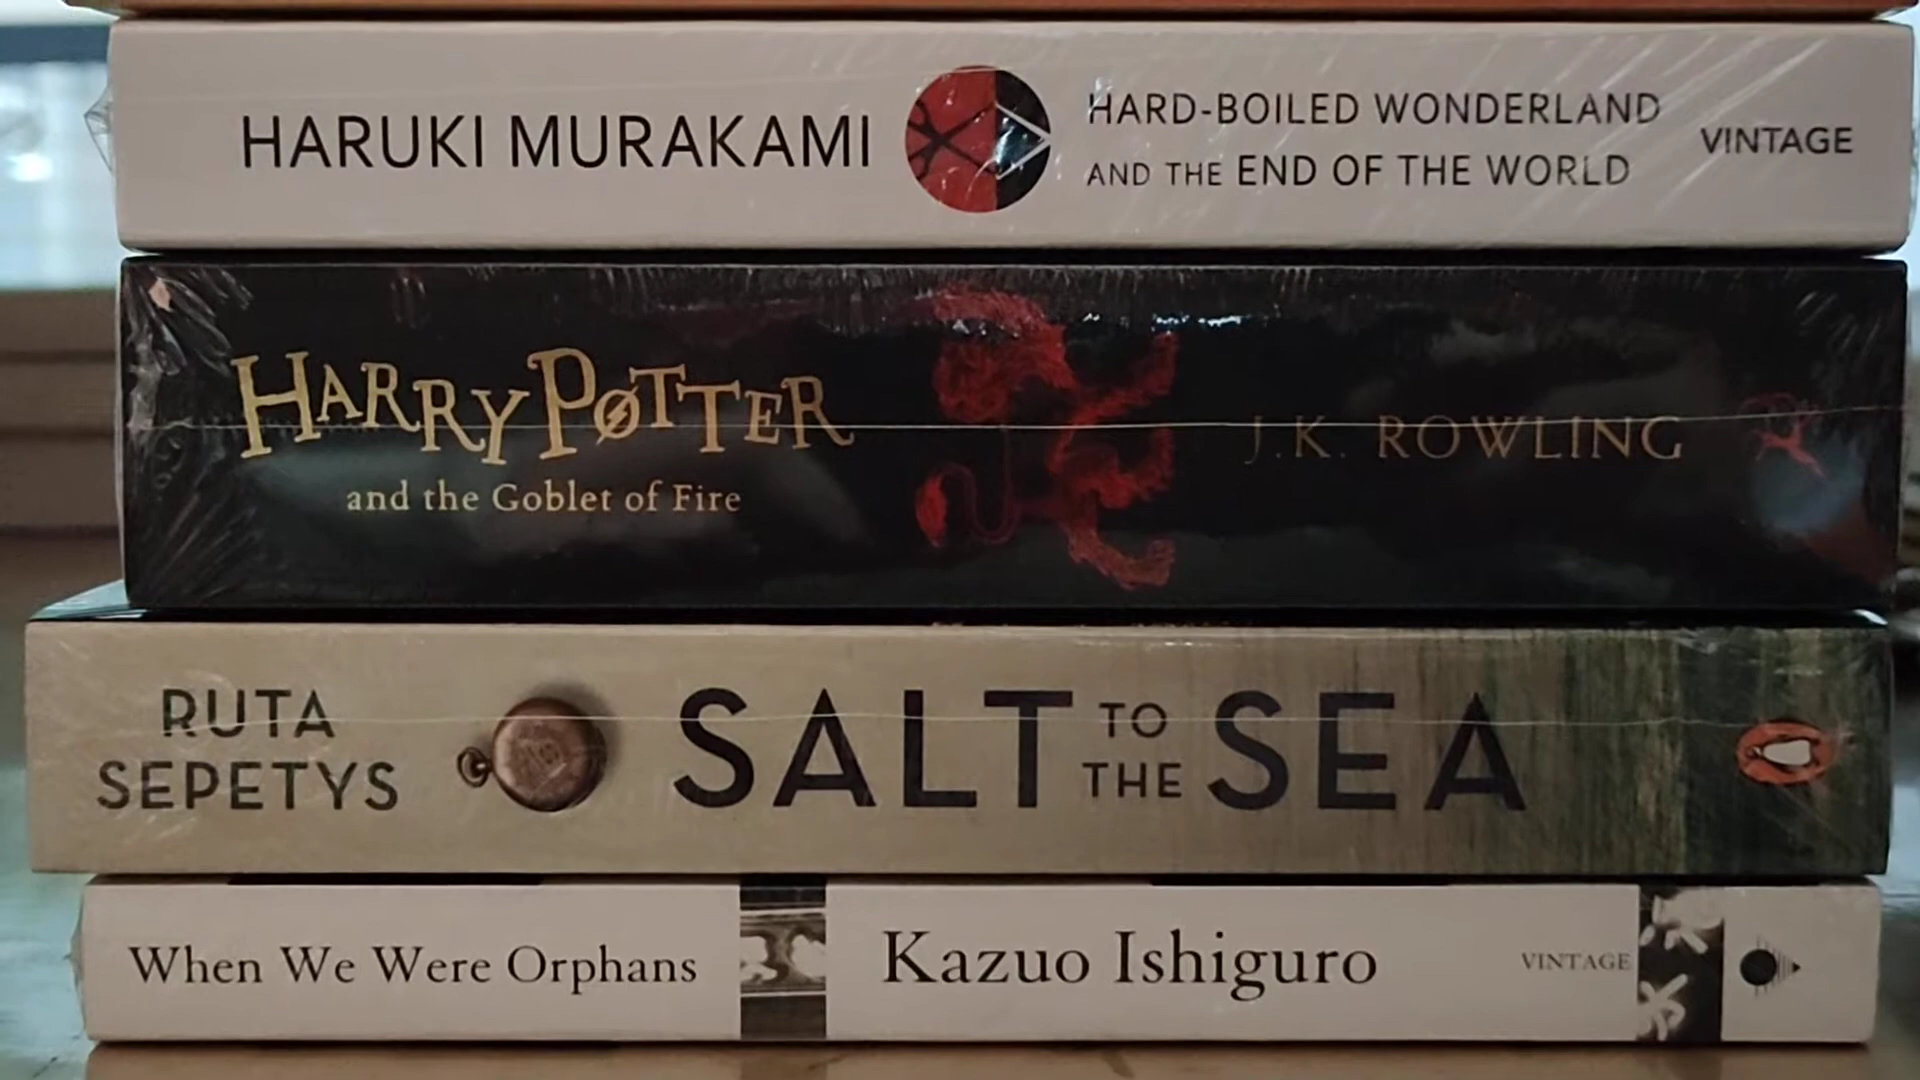 HARUKI MURAKAMI
HARD-BOILED WONDERLAND
AND THE END OF THE WORLD
VINTAGE
HARRY POTTER
and the Goblet of Fire
J.K. ROWLING
RUTA
SEPETYS
SALT TO THE SEA
When We Were Orphans
Kazuo Ishiguro
VINTAGE